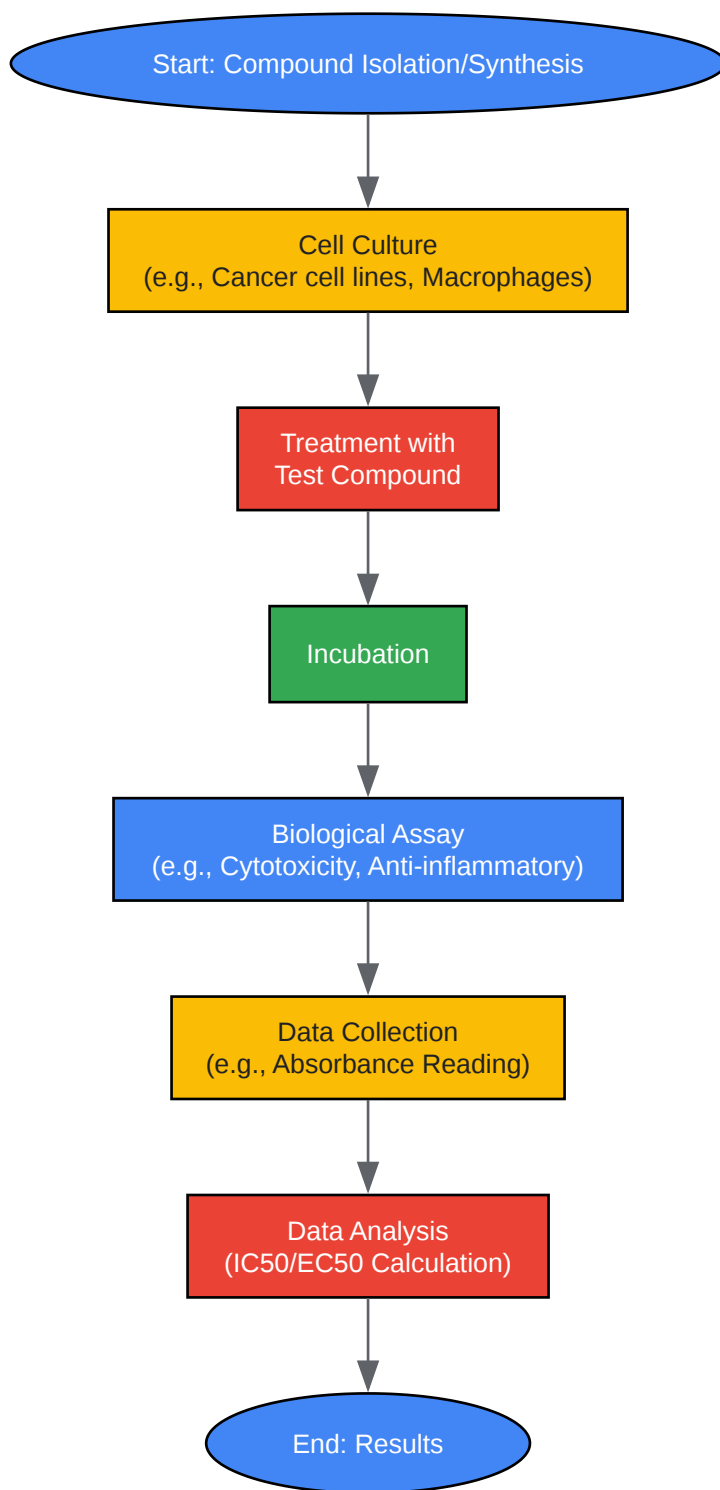 Start: Compound Isolation/Synthesis
Cell Culture
(e.g., Cancer cell lines, Macrophages)
Treatment with
Test Compound
Incubation
Biological Assay
(e.g., Cytotoxicity, Anti-inflammatory)
Data Collection
(e.g., Absorbance Reading)
Data Analysis
(IC50/EC50 Calculation)
End: Results